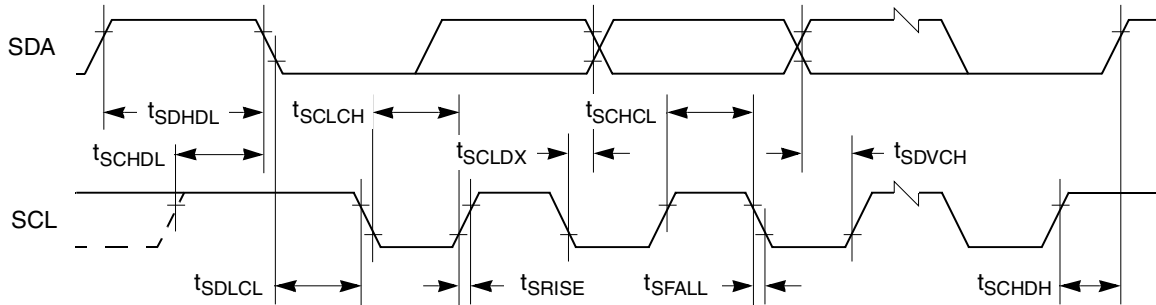 SDA
tSDHDL
tSCLCH
tSCHCL
tSCHDL
tSCLDX
tSDVCH
SCL
tSDLCL
tSRISE
tSFALL
tSCHDH